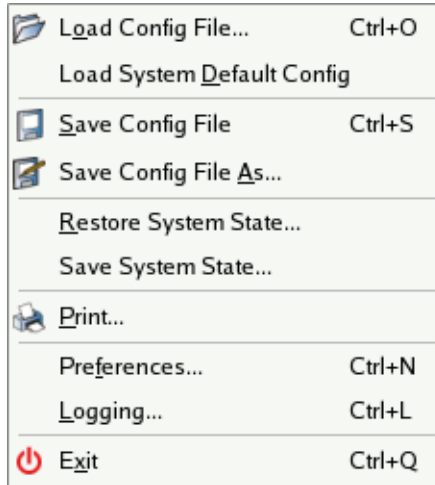 Load Config File... Ctrl+O
Load System Default Config
Save Config File Ctrl+S
Save Config File As...
Restore System State...
Save System State...
Print...
Preferences... Ctrl+N
Logging... Ctrl+L
Exit Ctrl+Q